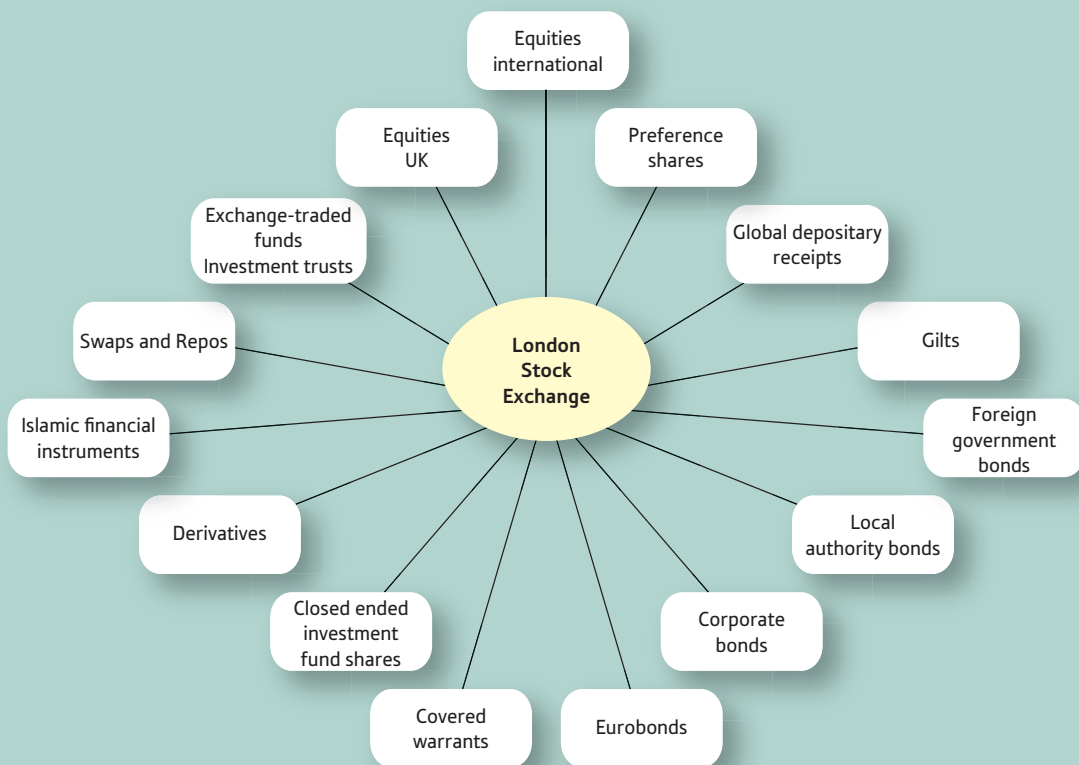 Equities
international
Equities
UK
Preference
shares
Exchange-traded
funds
Investment trusts
Global depositary
receipts
Swaps and Repos
London
Stock
Exchange
Gilts
Islamic financial
instruments
Foreign
government
bonds
Derivatives
Local
authority bonds
Closed ended
investment
fund shares
Corporate
bonds
Covered
warrants
Eurobonds